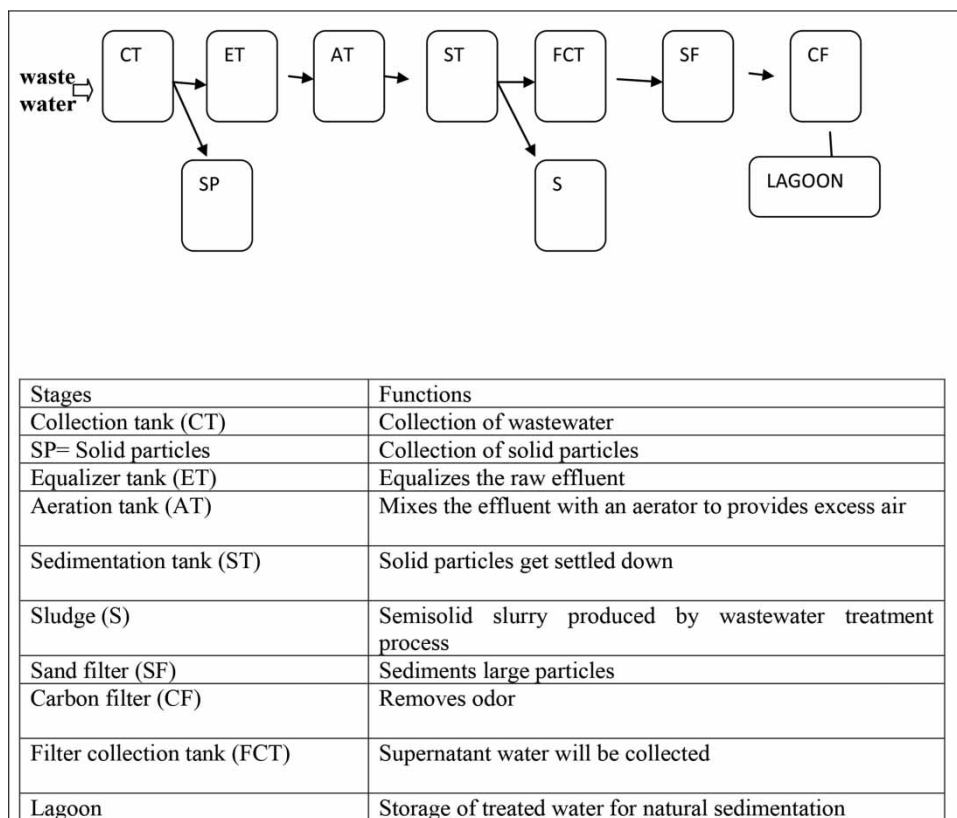 CT
ET
AT
ST
FCT
SF
CF
waste
water
SP
S
LAGOON
Stages Functions
Collection tank (CT) Collection of wastewater
SP= Solid particles Collection of solid particles
Equalizer tank (ET) Equalizes the raw effluent
Aeration tank (AT) Mixes the effluent with an aerator to provides excess air
Sedimentation tank (ST) Solid particles get settled down
Sludge (S) Semisolid slurry produced by wastewater treatment
process
Sand filter (SF) Sediments large particles
Carbon filter (CF) Removes odor
Filter collection tank (FCT) Supernatant water will be collected
Lagoon Storage of treated water for natural sedimentation